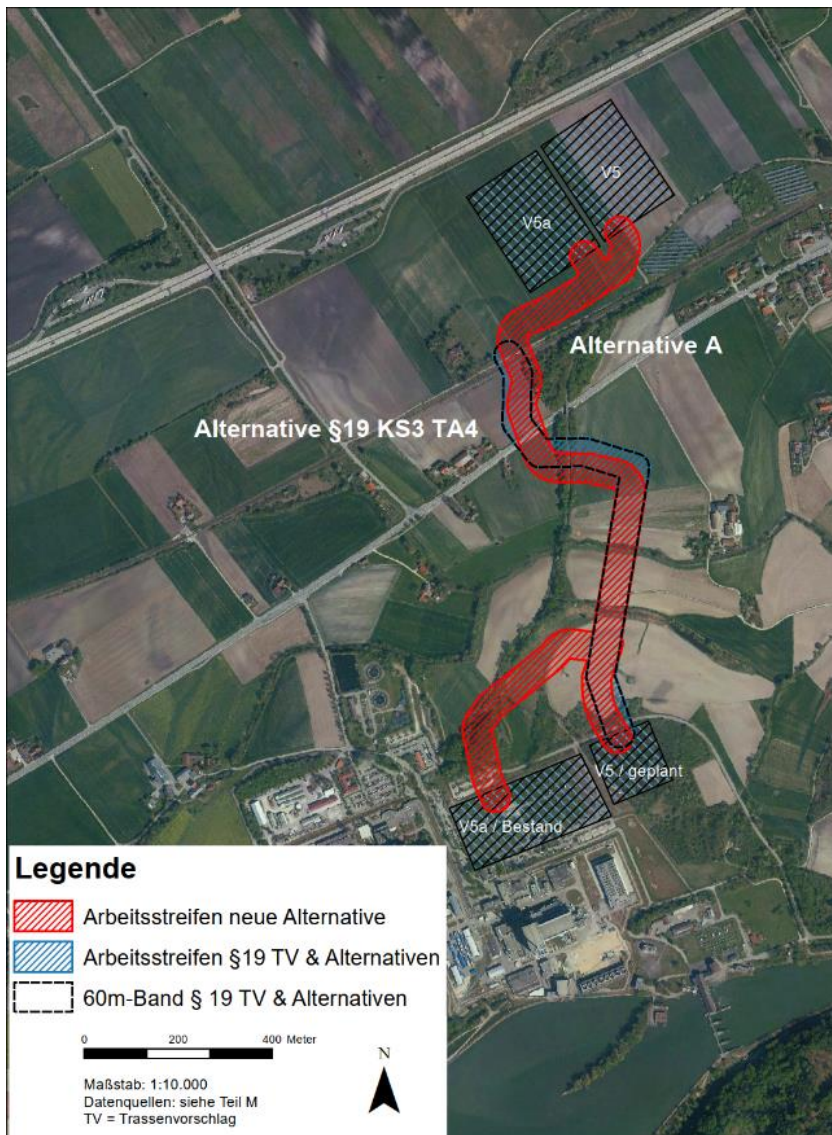 V5
V5a
Alternative A
Alternative §19 KS3 TA4
V5 / geplant
V5a / Bestand
Legende
Arbeitsstreifen neue Alternative
Arbeitsstreifen §19 TV & Alternativen
60m-Band § 19 TV & Alternativen
0 200 400 Meter
N
Maßstab: 1:10.000
Datenquellen: siehe Teil M
TV = Trassenvorschlag